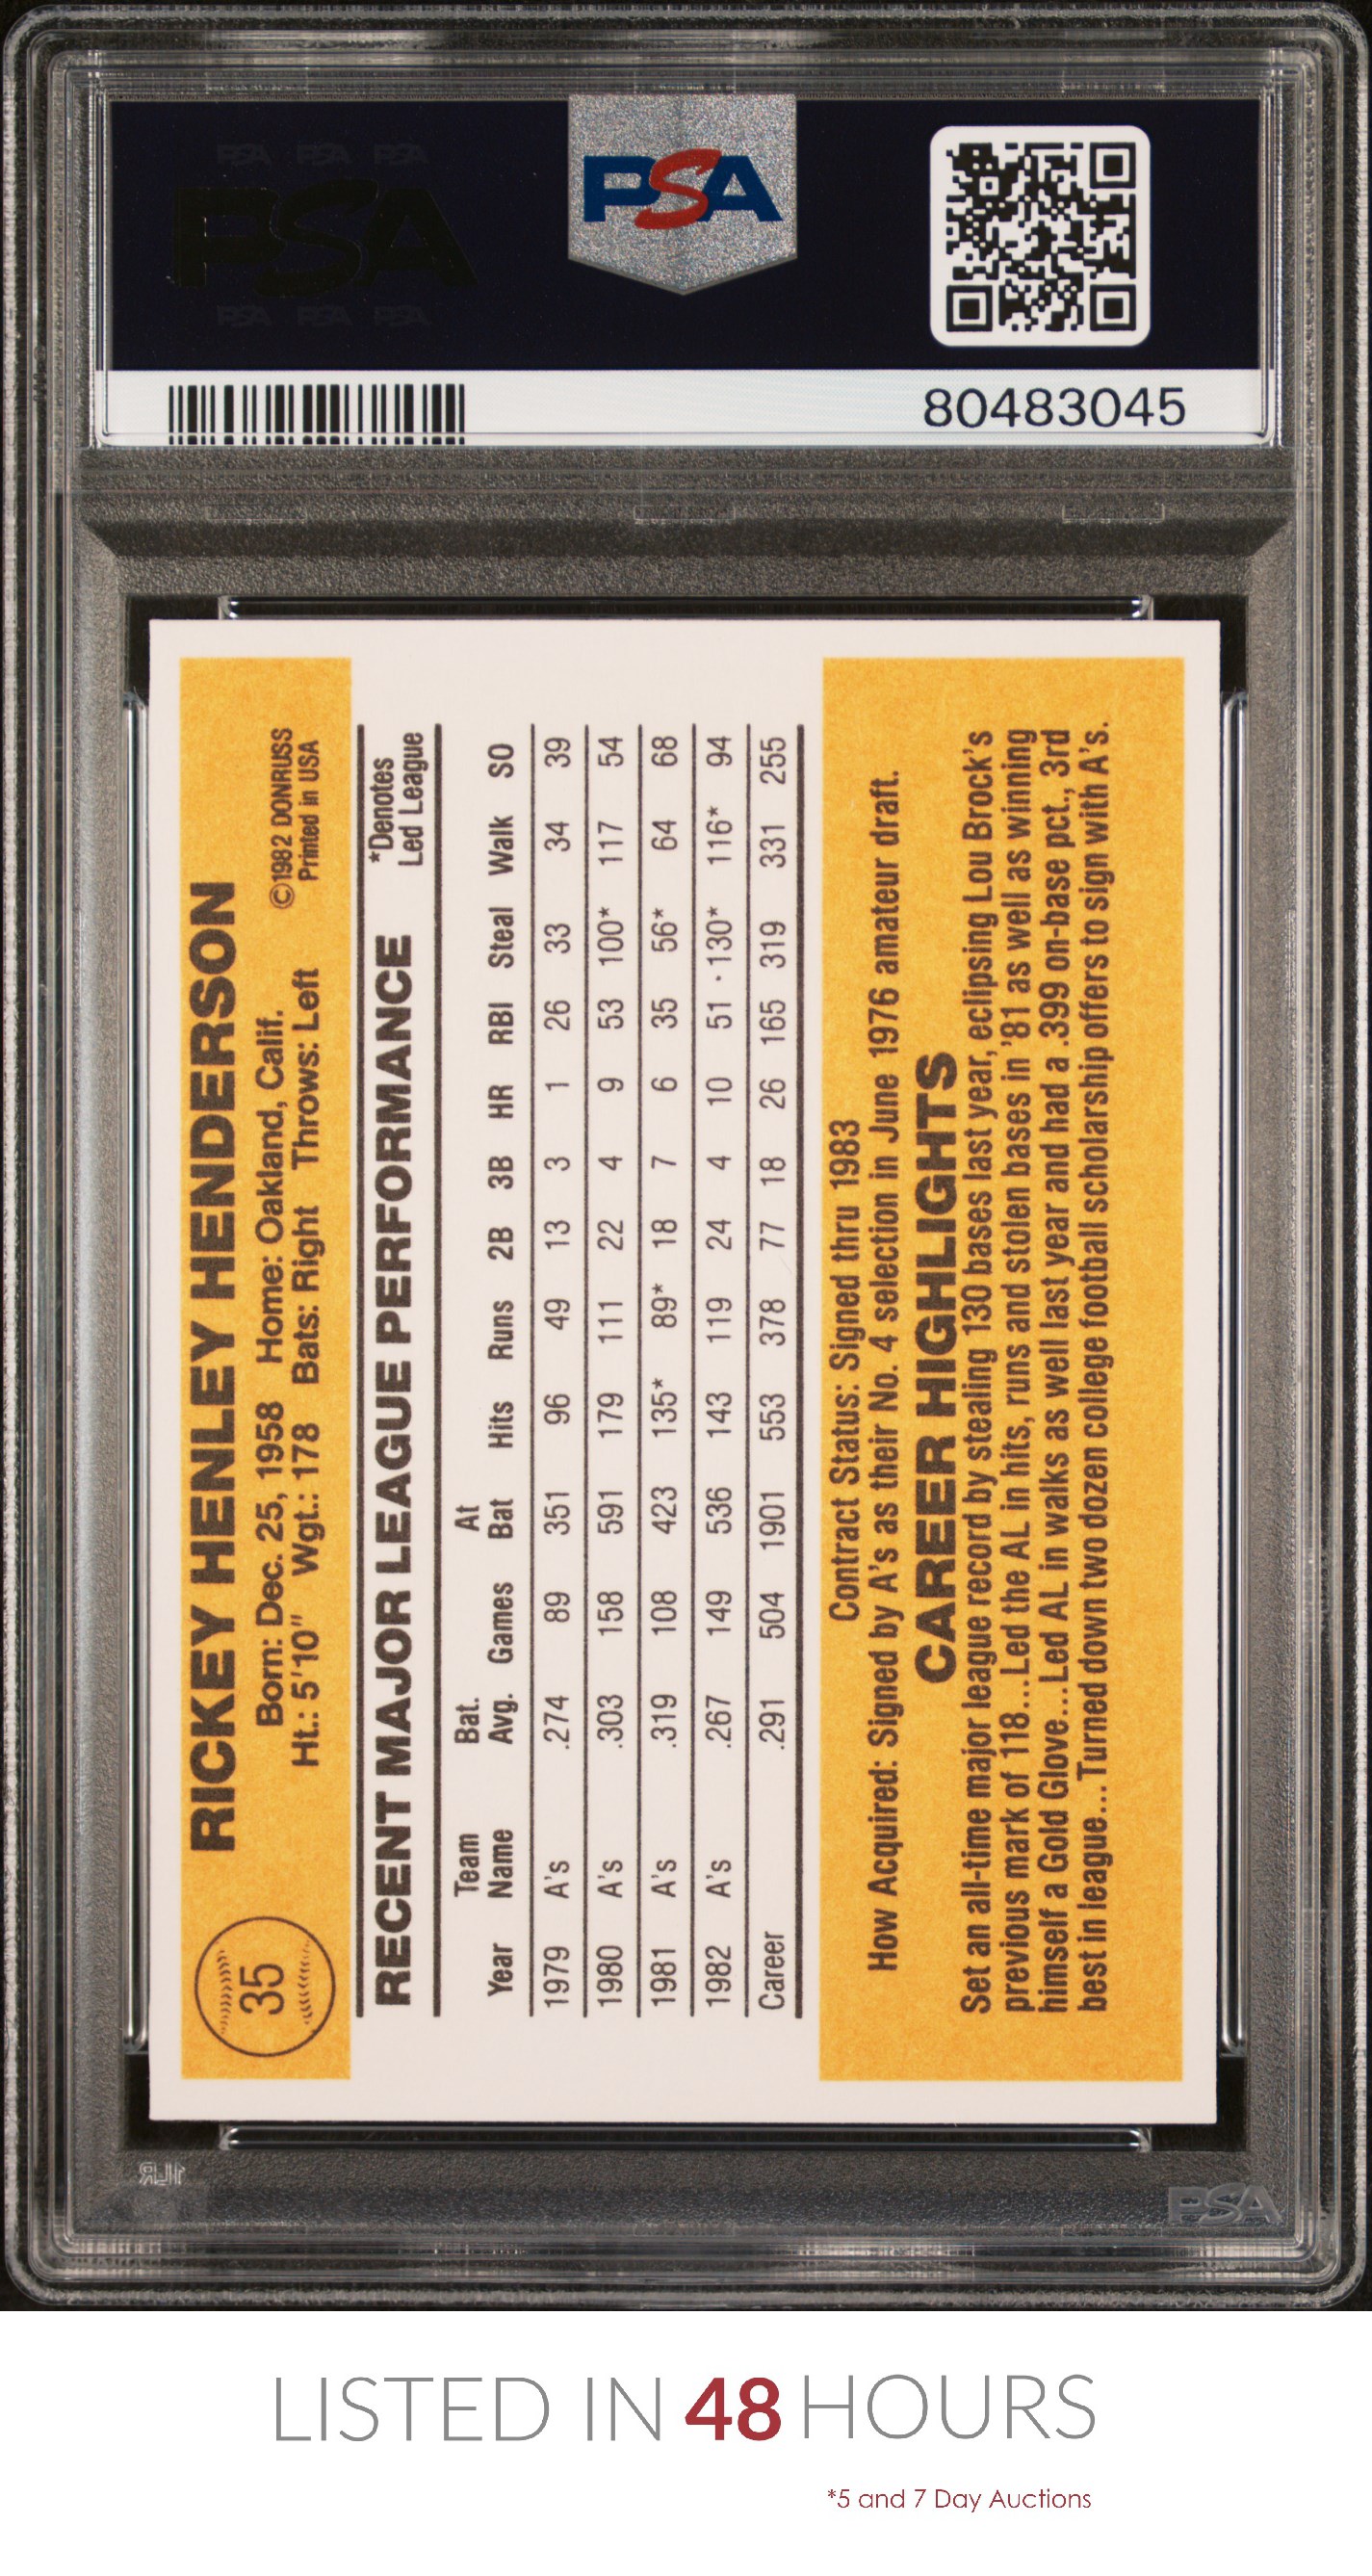 PSA PSA PSA
PSA
PSA PSA PSA
PSA
80483045
35
RICKEY HENLEY HENDERSON
Born: Dec. 25, 1958 Home: Oakland, Calif. ©1982 DONRUSS
Ht.: 5'10" Wgt.: 178 Bats: Right Throws: Left Printed in USA
RECENT MAJOR LEAGUE PERFORMANCE *Denotes Led League
Year Team Name Bat. Avg. Games At Bat Hits Runs 2B 3B HR RBI Steal Walk SO
1979 A's .274 89 351 96 49 13 3 1 26 33 34 39
1980 A's .303 158 591 179 111 22 4 9 53 100* 117 54
1981 A's .319 108 423 135* 89* 18 7 6 35 56* 64 68
1982 A's .267 149 536 143 119 24 4 10 51 · 130* 116* 94
Career .291 504 1901 553 378 77 18 26 165 319 331 255
Contract Status: Signed thru 1983
How Acquired: Signed by A's as their No. 4 selection in June 1976 amateur draft.
CAREER HIGHLIGHTS
Set an all-time major league record by stealing 130 bases last year, eclipsing Lou Brock's
previous mark of 118...Led the AL in hits, runs and stolen bases in '81 as well as winning
himself a Gold Glove...Led AL in walks as well last year and had a .399 on-base pct., 3rd
best in league...Turned down two dozen college football scholarship offers to sign with A's.
PSA
LISTED IN 48 HOURS
*5 and 7 Day Auctions